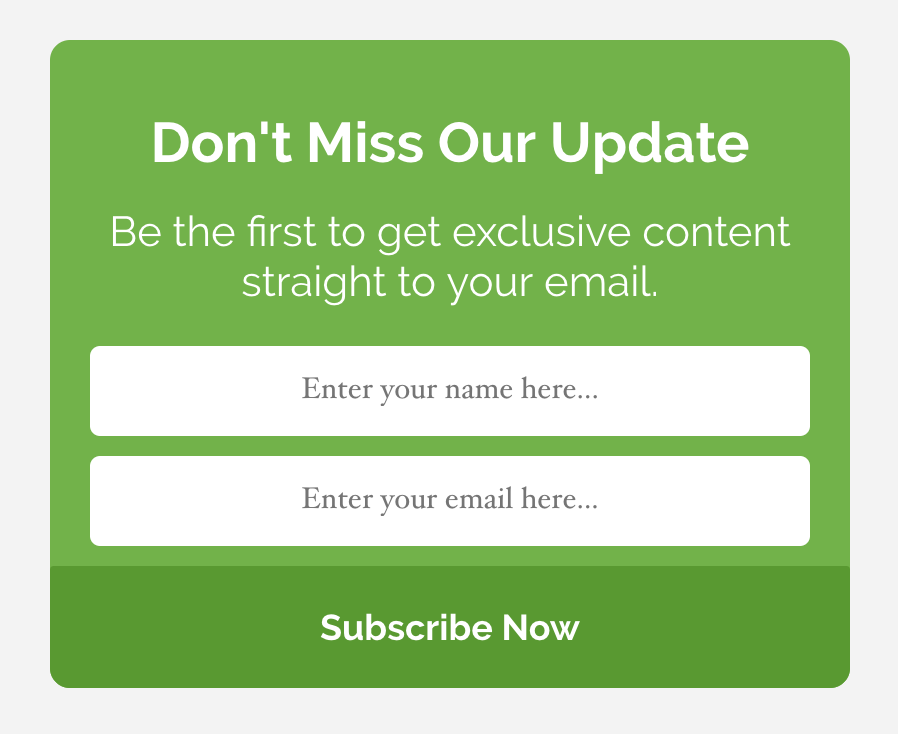 Don't Miss Our Update
Be the first to get exclusive content
straight to your email.
Enter your name here...
Enter your email here...
Subscribe Now